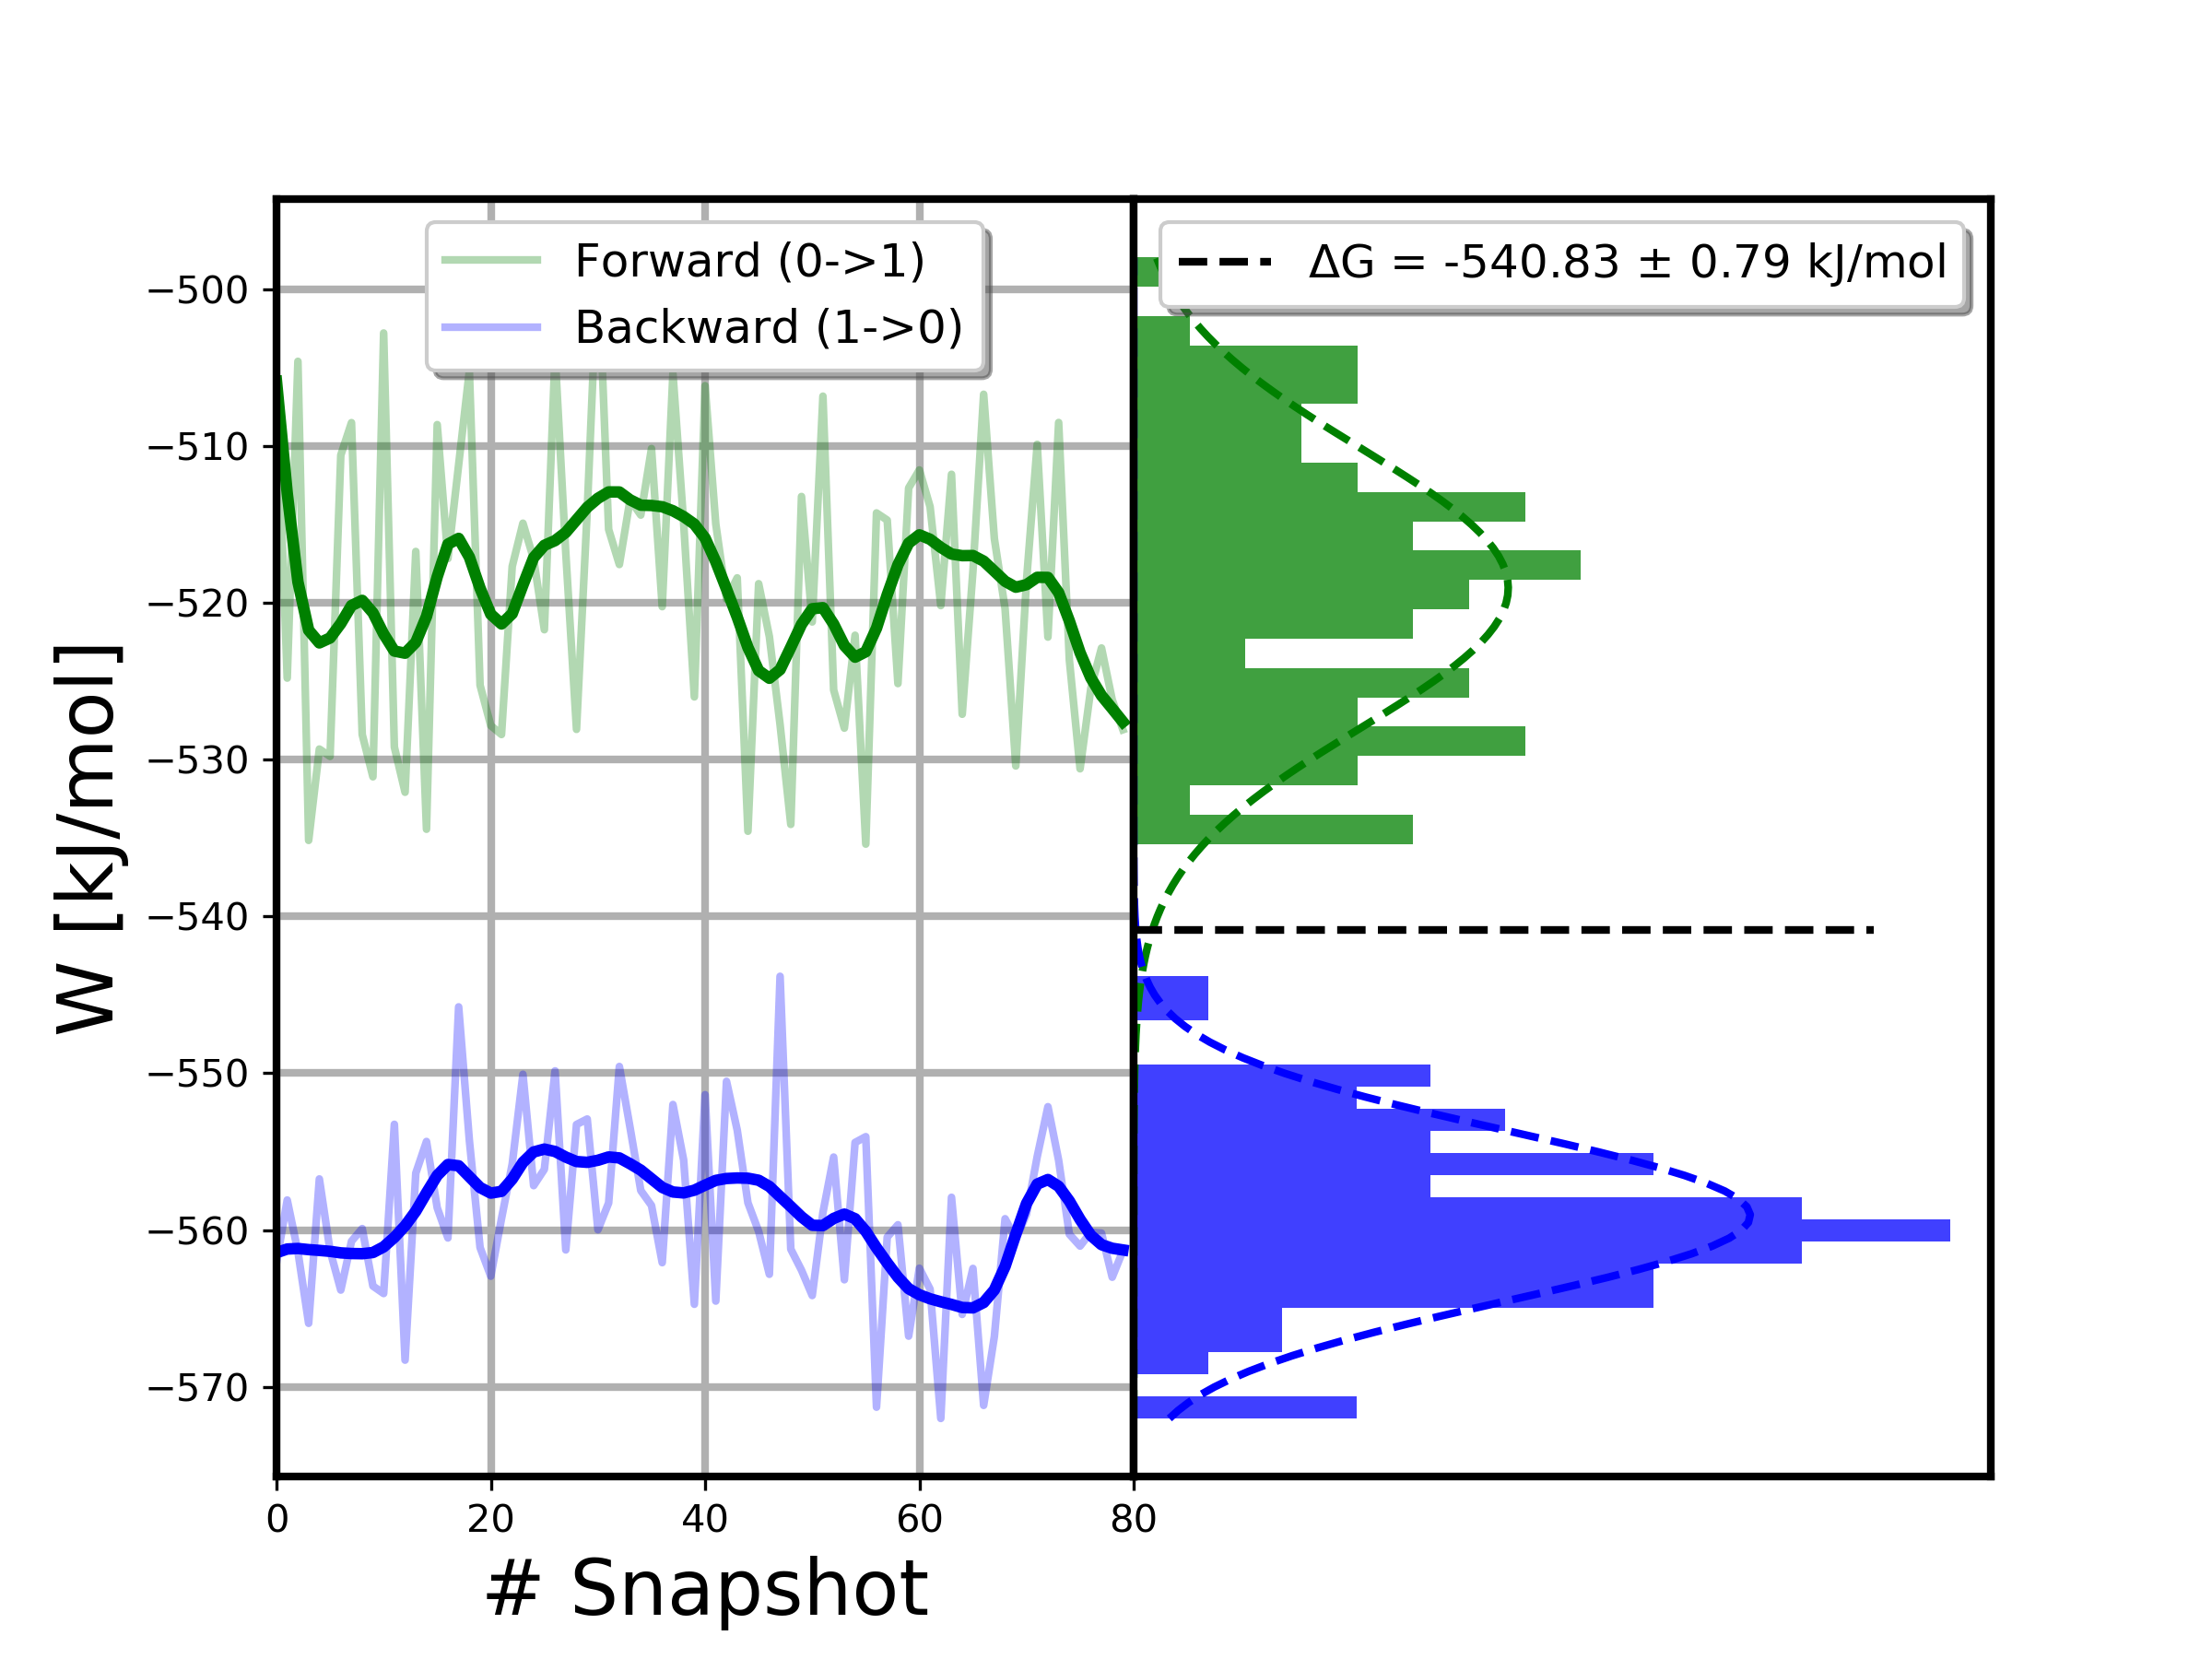 Forward (0->1)
Backward (1->0)
ΔG = -540.83 ± 0.79 kJ/mol
W [kJ/mol]
−500
−510
−520
−530
−540
−550
−560
−570
0 20 40 60 80
# Snapshot